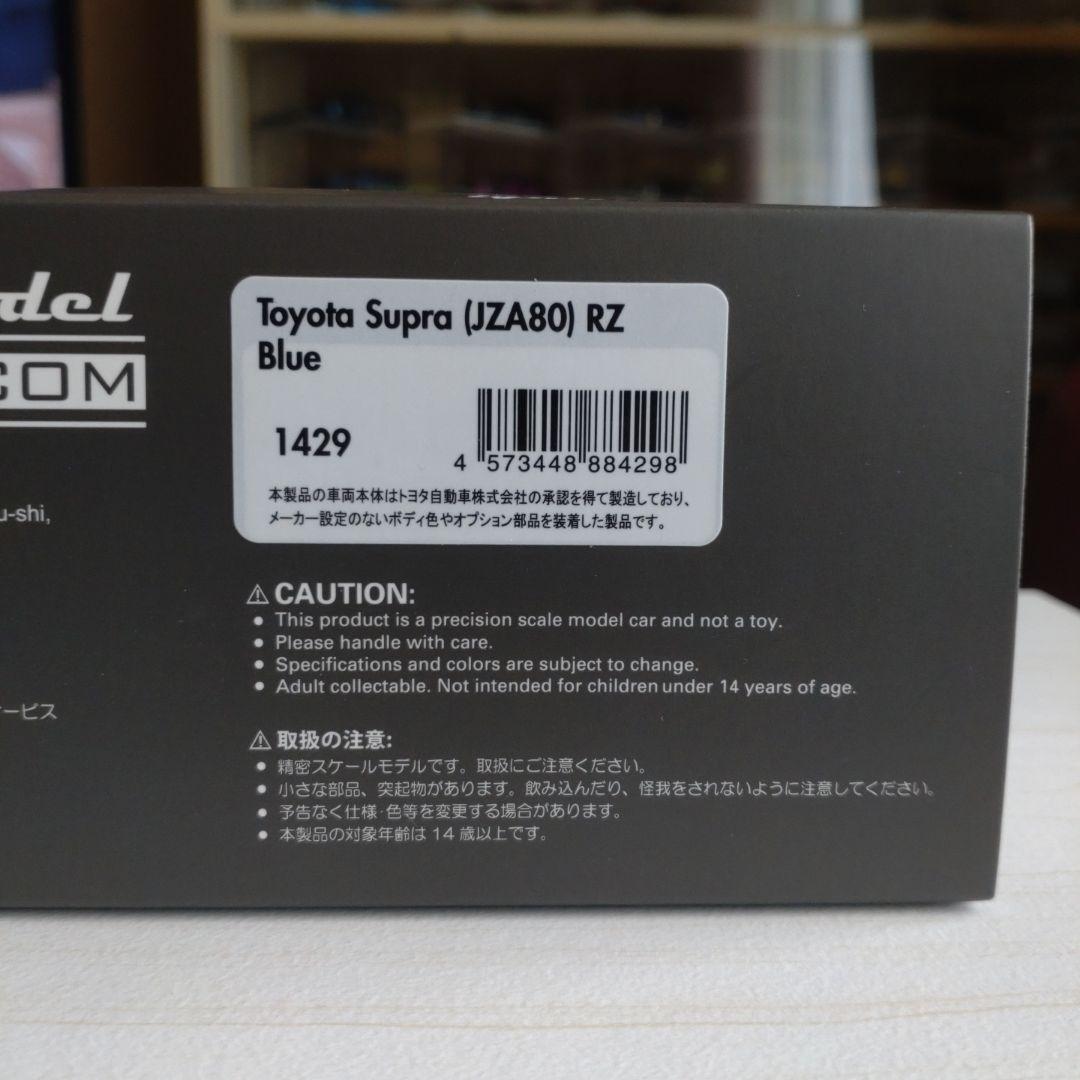 del
COM
u-shi,
ービス
Toyota Supra (JZA80) RZ
Blue
1429
4 573448 884298
本製品の車両本体はトヨタ自動車株式会社の承認を得て製造しており、
メーカー設定のないボディ色やオプション部品を装着した製品です。
⚠ CAUTION:
• This product is a precision scale model car and not a toy.
• Please handle with care.
• Specifications and colors are subject to change.
• Adult collectable. Not intended for children under 14 years of age.
⚠ 取扱の注意:
• 精密スケールモデルです。取扱にご注意ください。
• 小さな部品、突起物があります。飲み込んだり、怪我をされないように注意してください。
• 予告なく仕様·色等を変更する場合があります。
• 本製品の対象年齢は 14 歳以上です。